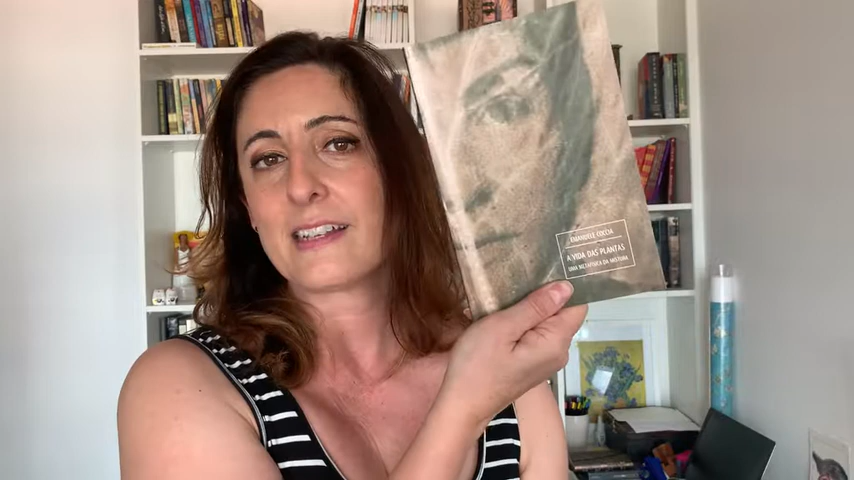 EMANUELE COCCIA
A VIDA DAS PLANTAS
UMA METAFÍSICA DA MISTURA